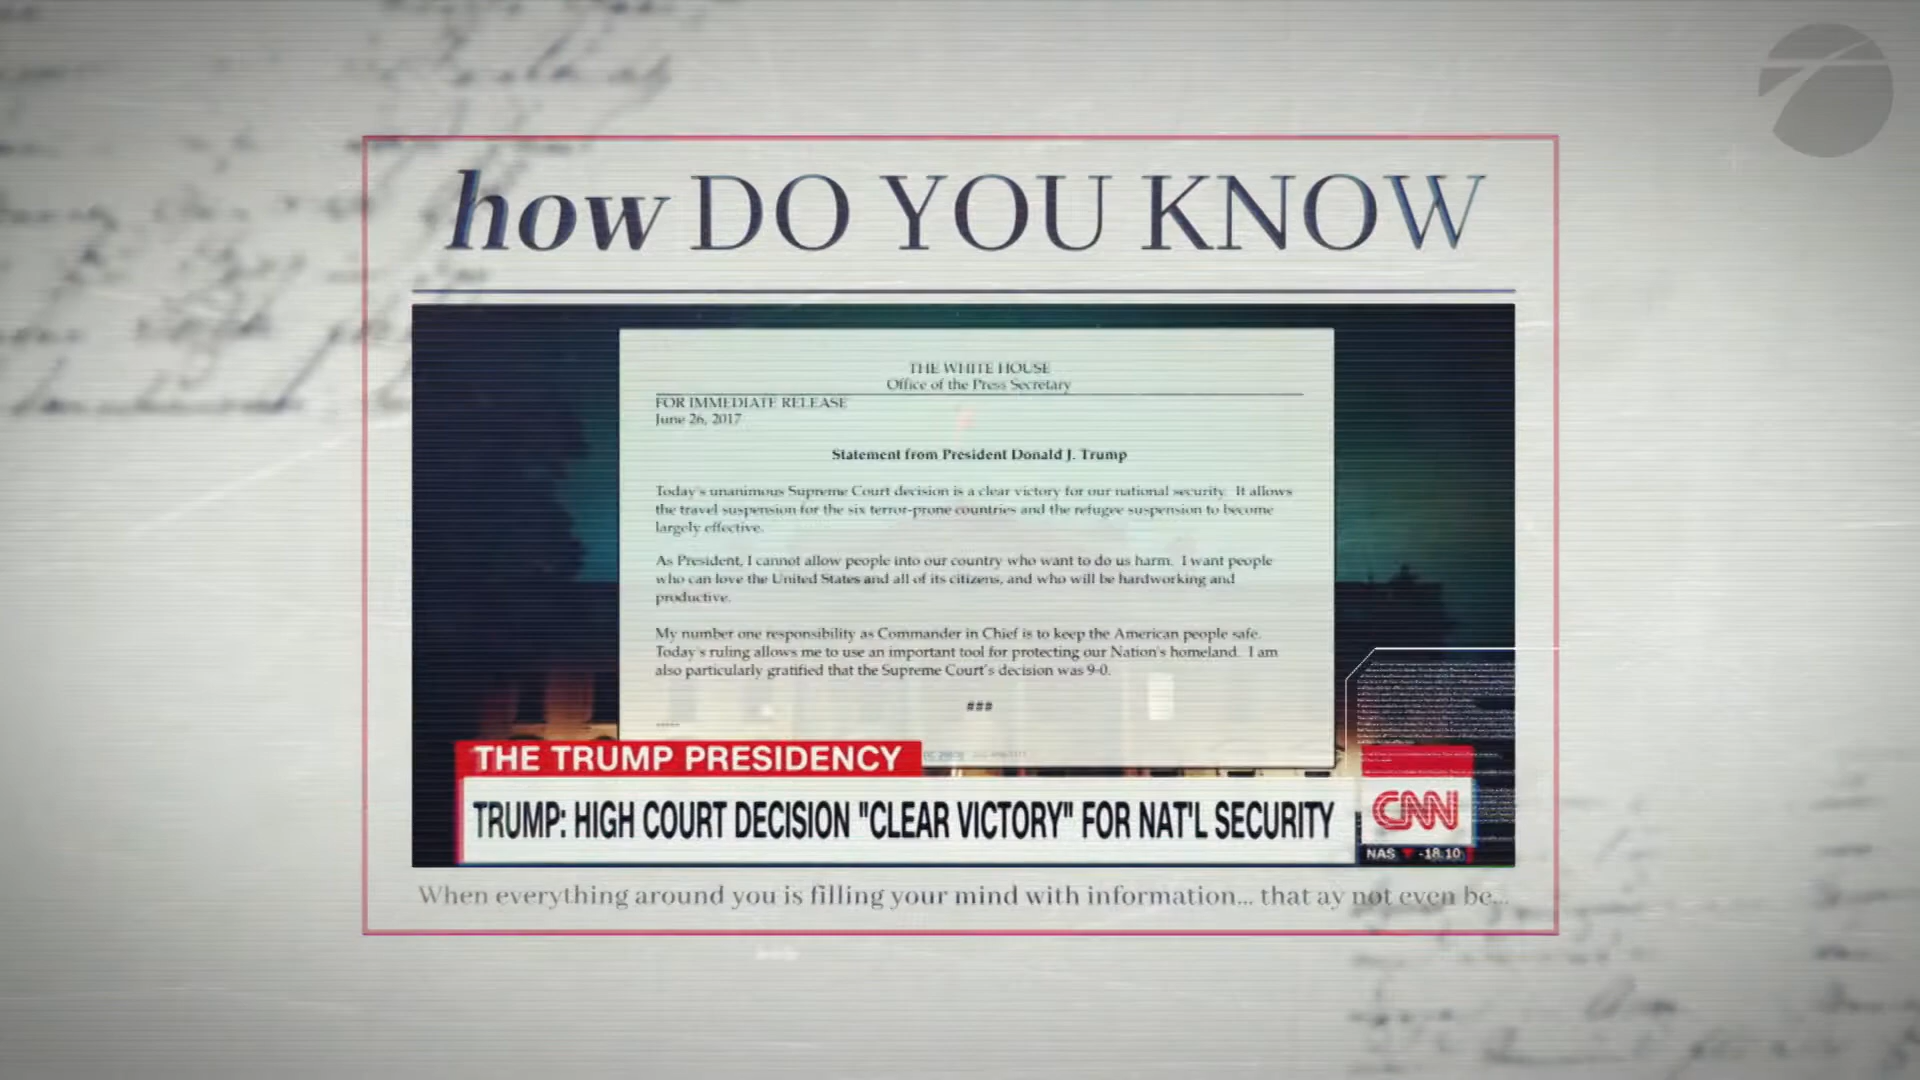 how DO YOU KNOW
THE WHITE HOUSE
Office of the Press Secretary
FOR IMMEDIATE RELEASE
June 26, 2017
Statement from President Donald J. Trump
Today's unanimous Supreme Court decision is a clear victory for our national security. It allows
the travel suspension for the six terror-prone countries and the refugee suspension to become
largely effective.
As President, I cannot allow people into our country who want to do us harm. I want people
who can love the United States and all of its citizens, and who will be hardworking and
productive.
My number one responsibility as Commander in Chief is to keep the American people safe.
Today's ruling allows me to use an important tool for protecting our Nation's homeland. I am
also particularly gratified that the Supreme Court's decision was 9-0.
###
THE TRUMP PRESIDENCY
TRUMP: HIGH COURT DECISION "CLEAR VICTORY" FOR NAT'L SECURITY
CNN
NAS ▼ -18.10
When everything around you is filling your mind with information... that ay not even be...